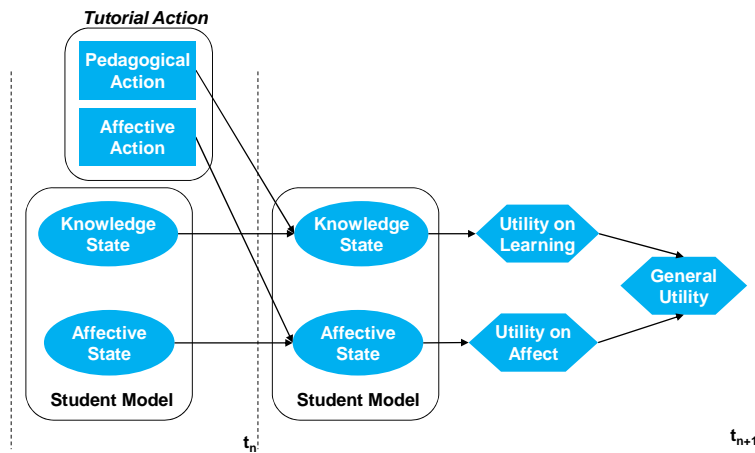 Tutorial Action
Pedagogical
Action
Affective
Action
Knowledge
State
Affective
State
Student Model
Knowledge
State
Affective
State
Student Model
Utility on
Learning
Utility on
Affect
General
Utility
tn
tn+1